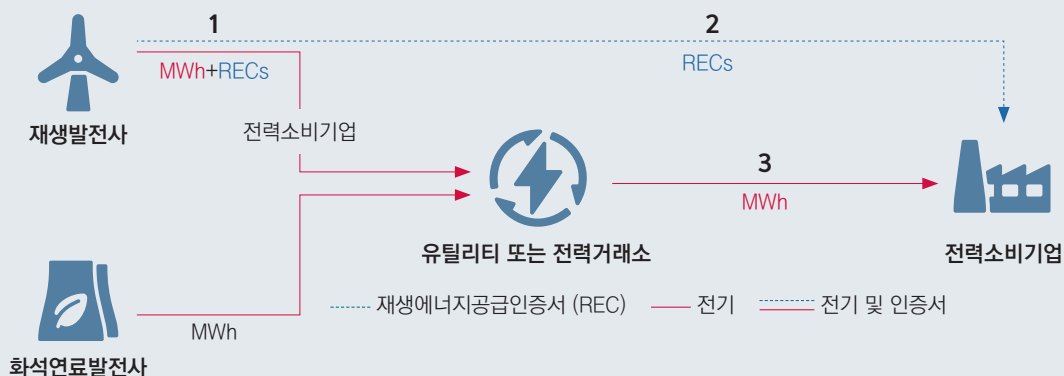 1
2
MWh+RECs
RECs
재생발전사
전력소비기업
3
MWh
유틸리티 또는 전력거래소
전력소비기업
재생에너지공급인증서 (REC)
전기
전기 및 인증서
MWh
화석연료발전사